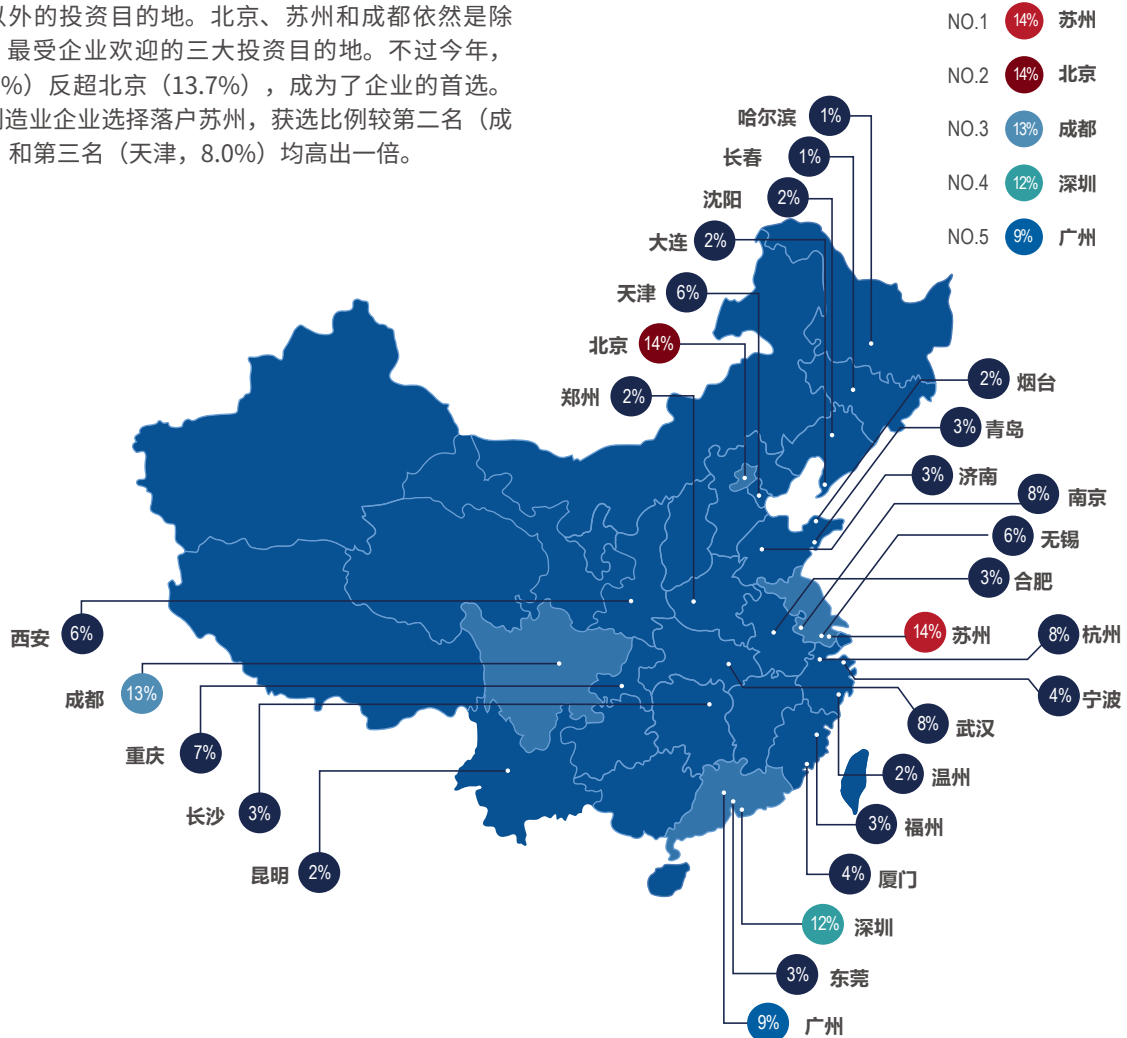 以外的投资目的地。北京、苏州和成都依然是除
最受企业欢迎的三大投资目的地。不过今年，
%）反超北京（13.7%），成为了企业的首选。
造业企业选择落户苏州，获选比例较第二名（成
和第三名（天津，8.0%）均高出一倍。
NO.1 14% 苏州
NO.2 14% 北京
NO.3 13% 成都
NO.4 12% 深圳
NO.5 9% 广州
哈尔滨 1%
长春 1%
沈阳 2%
大连 2%
天津 6%
北京 14%
郑州 2%
2% 烟台
3% 青岛
3% 济南
8% 南京
6% 无锡
3% 合肥
14% 苏州
8% 杭州
4% 宁波
8% 武汉
2% 温州
3% 福州
4% 厦门
12% 深圳
3% 东莞
9% 广州
西安 6%
成都 13%
重庆 7%
长沙 3%
昆明 2%